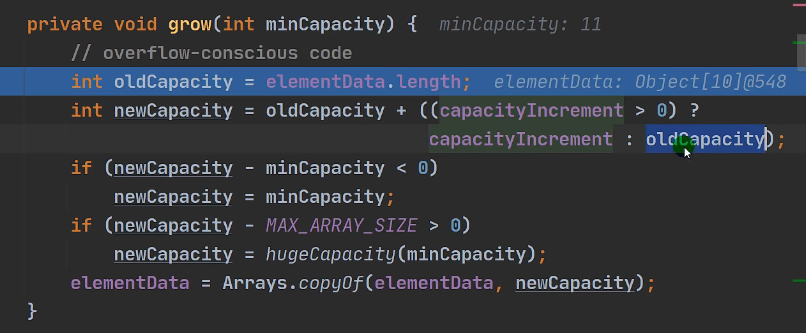 private void grow(int minCapacity) {  minCapacity: 11
    // overflow-conscious code
    int oldCapacity = elementData.length;  elementData: Object[10]@548
    int newCapacity = oldCapacity + ((capacityIncrement > 0) ?
                                     capacityIncrement : oldCapacity);
    if (newCapacity - minCapacity < 0)
        newCapacity = minCapacity;
    if (newCapacity - MAX_ARRAY_SIZE > 0)
        newCapacity = hugeCapacity(minCapacity);
    elementData = Arrays.copyOf(elementData, newCapacity);
}